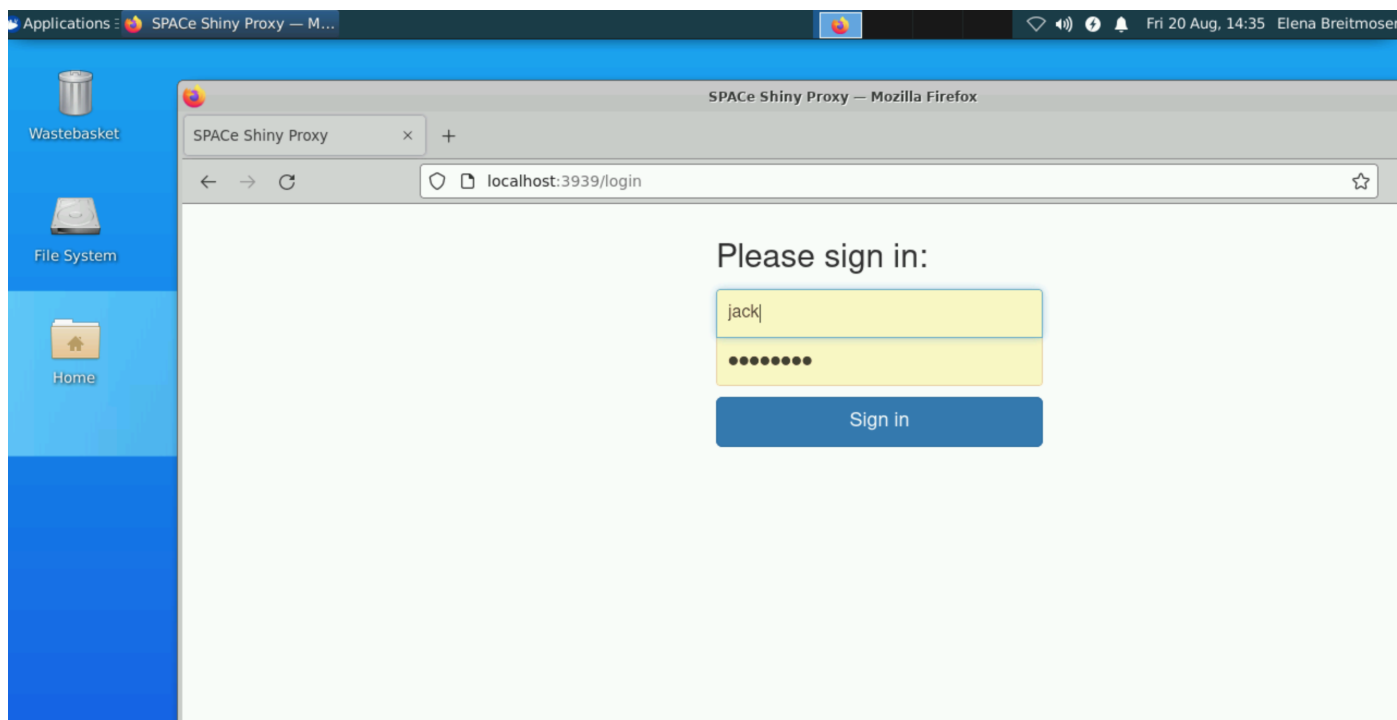 Applications
SPACe Shiny Proxy — M...
Fri 20 Aug, 14:35
Elena Breitmoser
Wastebasket
File System
Home
SPACe Shiny Proxy — Mozilla Firefox
SPACe Shiny Proxy
localhost:3939/login
Please sign in:
jack
●●●●●●●●
Sign in